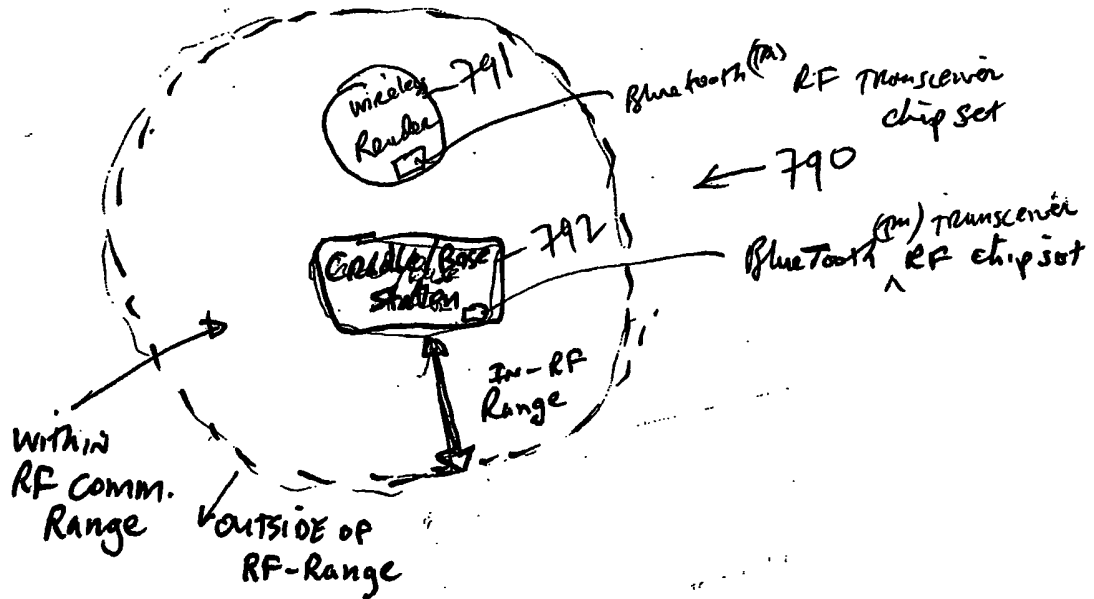 Wireless
Reader
791
Bluetooth (TM) RF Transceiver
chip set
790
792
Cradle/Base
Station
BlueTooth (TM) Transceiver
^ RF chip set
In-RF
Range
Within
RF Comm.
Range
OUTSIDE OF
RF-Range